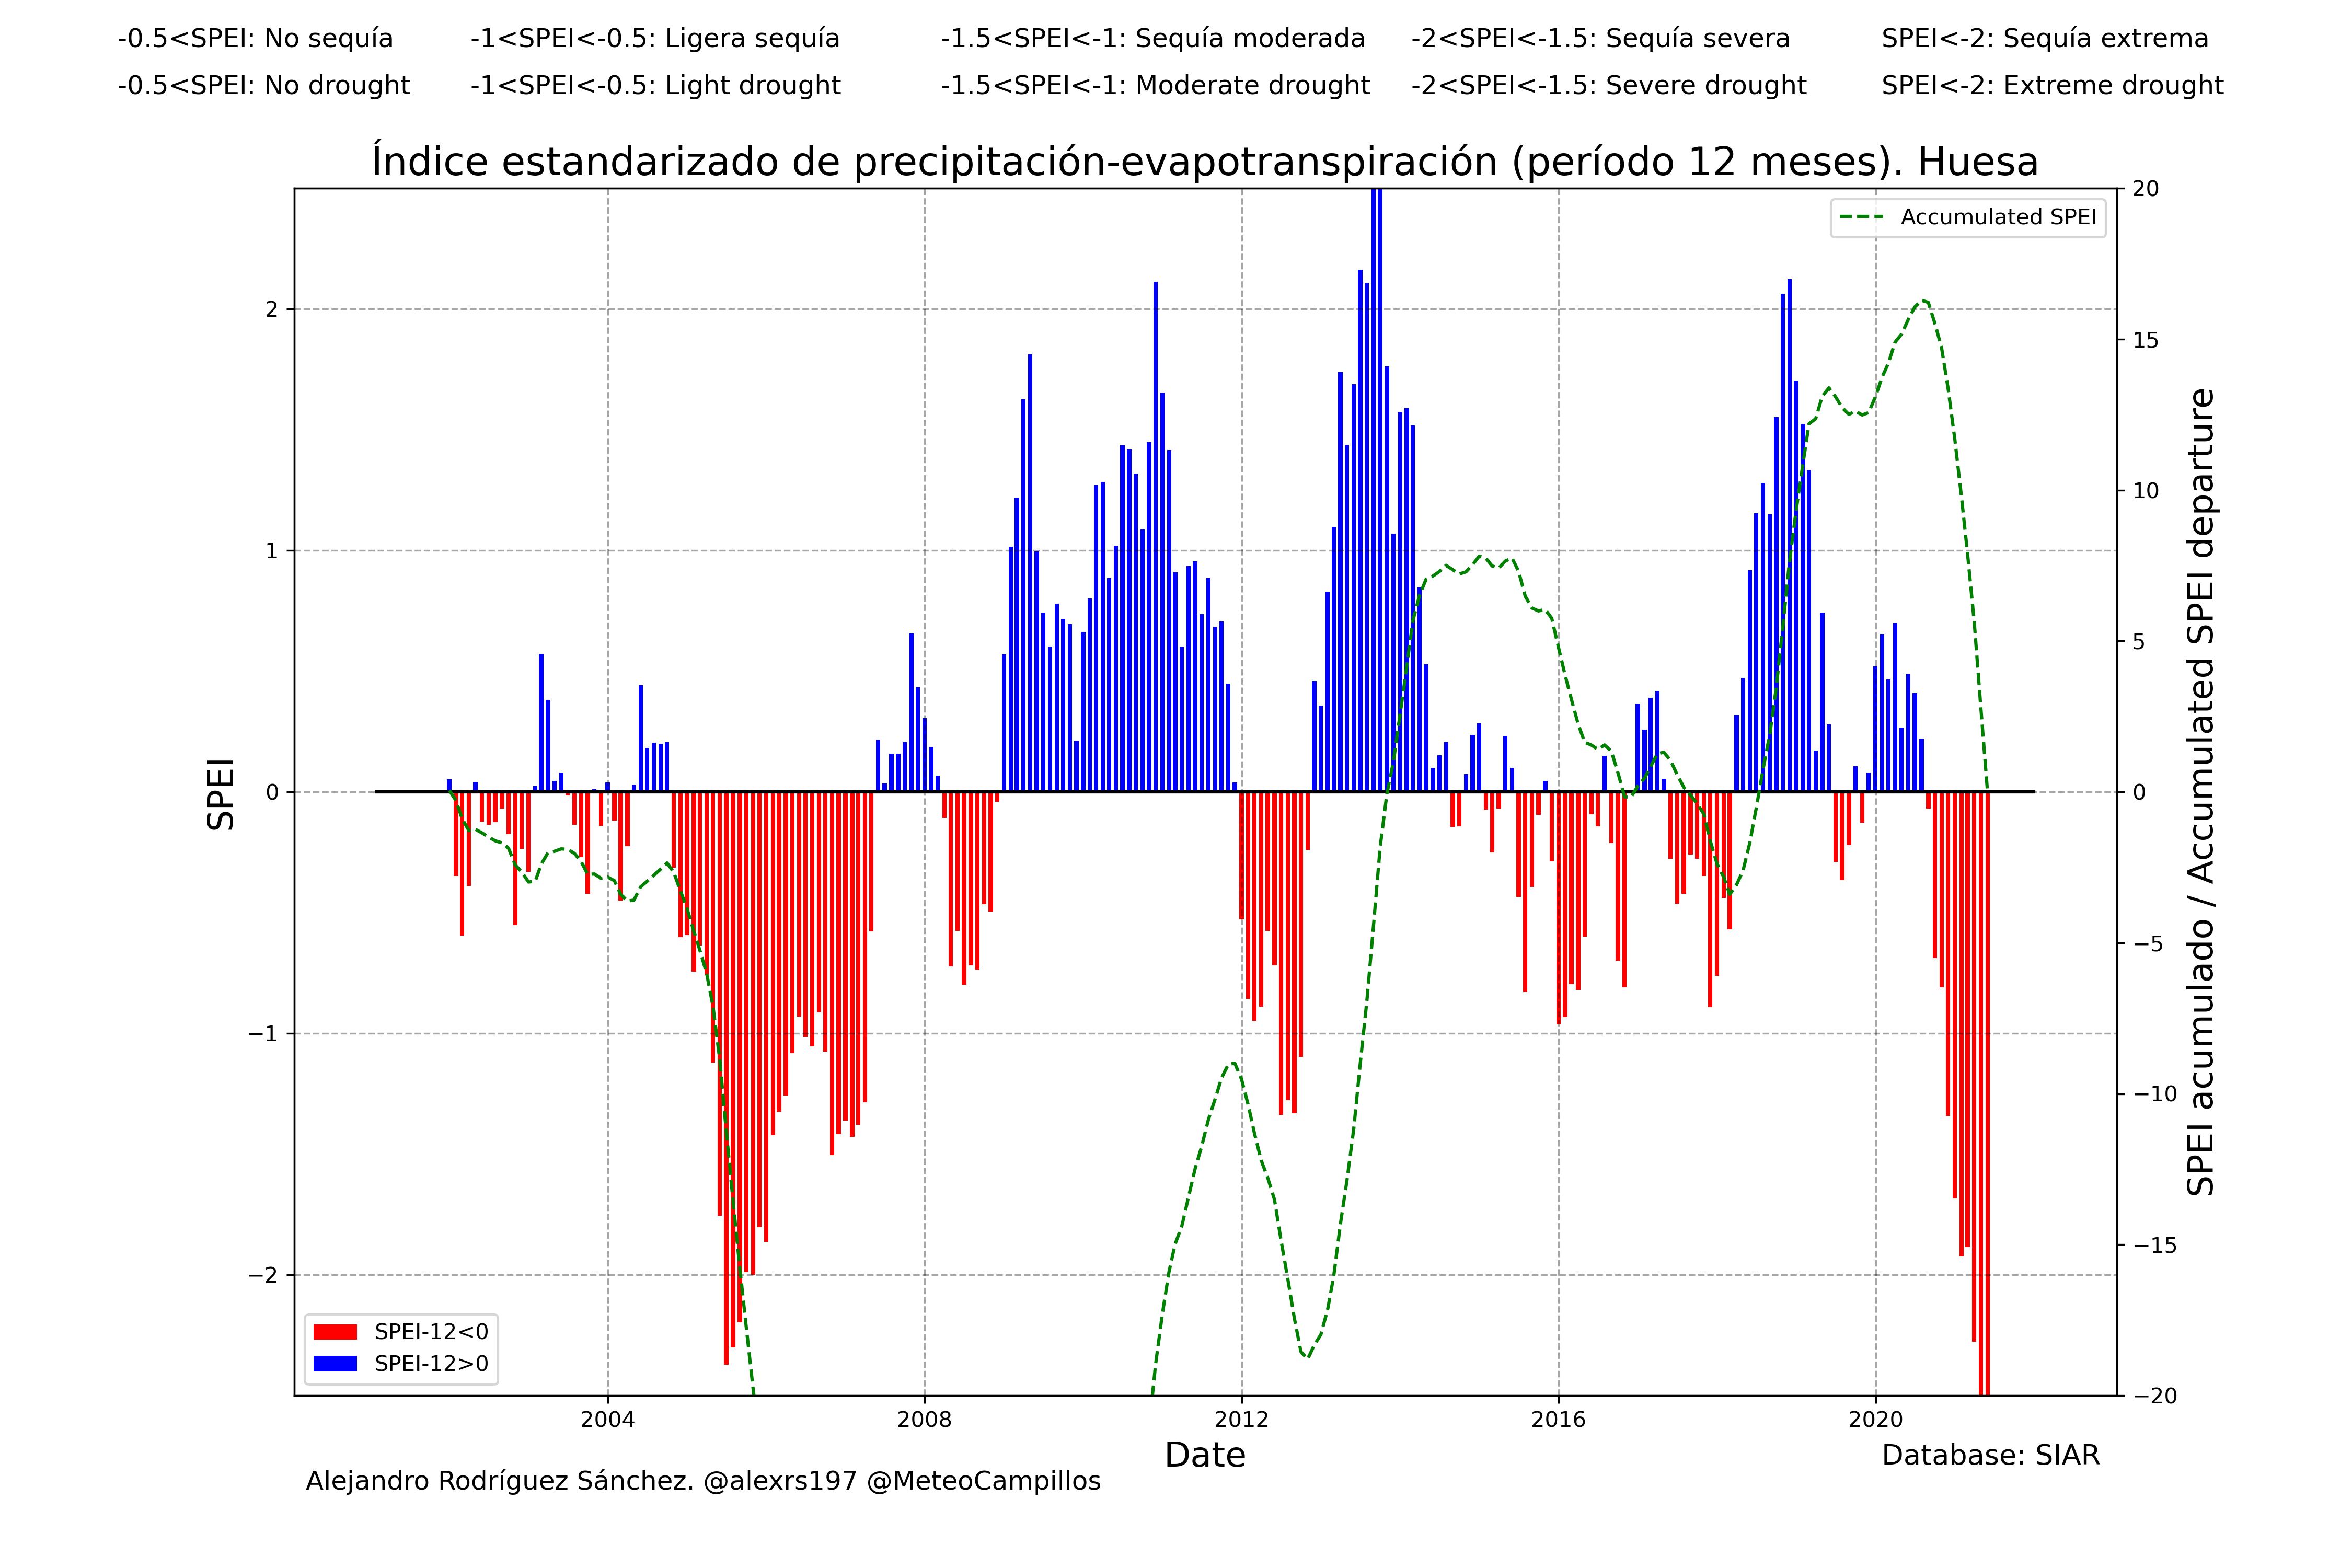 -0.5<SPEI: No sequía
-1<SPEI<-0.5: Ligera sequía
-1.5<SPEI<-1: Sequía moderada
-2<SPEI<-1.5: Sequía severa
SPEI<-2: Sequía extrema
-0.5<SPEI: No drought
-1<SPEI<-0.5: Light drought
-1.5<SPEI<-1: Moderate drought
-2<SPEI<-1.5: Severe drought
SPEI<-2: Extreme drought
Índice estandarizado de precipitación-evapotranspiración (período 12 meses). Huesa
Accumulated SPEI
SPEI
2
1
0
−1
−2
20
15
10
5
0
−5
−10
−15
−20
SPEI acumulado / Accumulated SPEI departure
SPEI-12<0
SPEI-12>0
2004
2008
2012
2016
2020
Date
Database: SIAR
Alejandro Rodríguez Sánchez. @alexrs197 @MeteoCampillos